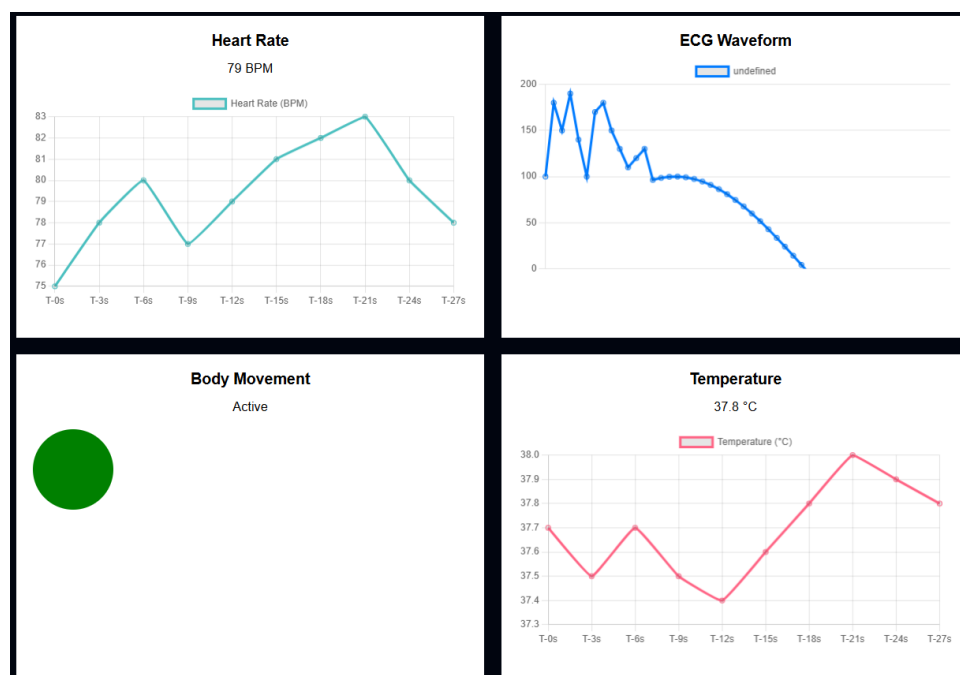 Heart Rate
79 BPM
Heart Rate (BPM)
83
82
81
80
79
78
77
76
75
T-0s T-3s T-6s T-9s T-12s T-15s T-18s T-21s T-24s T-27s
ECG Waveform
undefined
200
150
100
50
0
Body Movement
Active
Temperature
37.8 °C
Temperature (°C)
38.0
37.9
37.8
37.7
37.6
37.5
37.4
37.3
T-0s T-3s T-6s T-9s T-12s T-15s T-18s T-21s T-24s T-27s